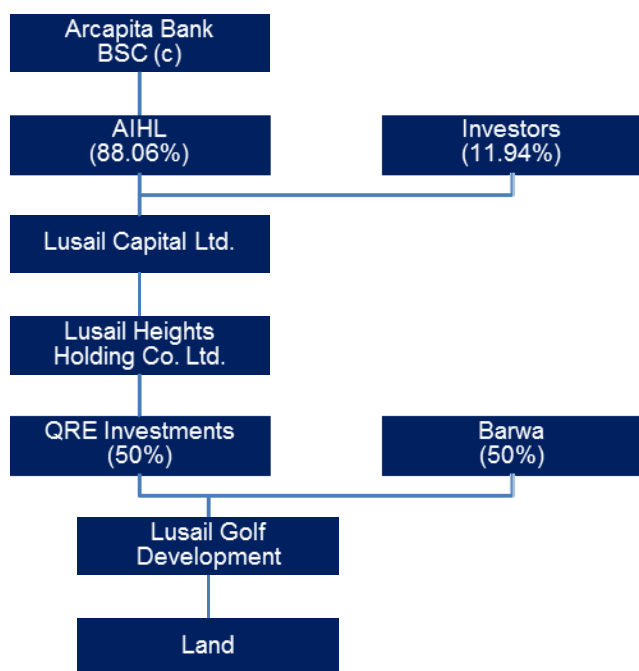 Arcapita Bank
BSC (c)
AIHL
(88.06%)
Investors
(11.94%)
Lusail Capital Ltd.
Lusail Heights
Holding Co. Ltd.
QRE Investments
(50%)
Barwa
(50%)
Lusail Golf
Development
Land